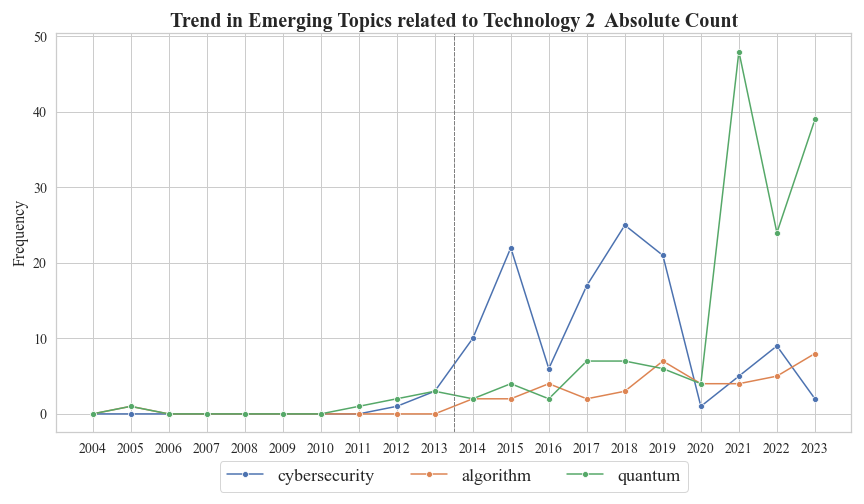 Trend in Emerging Topics related to Technology 2  Absolute Count
Frequency
50
40
30
20
10
0
2004 2005 2006 2007 2008 2009 2010 2011 2012 2013 2014 2015 2016 2017 2018 2019 2020 2021 2022 2023
cybersecurity algorithm quantum